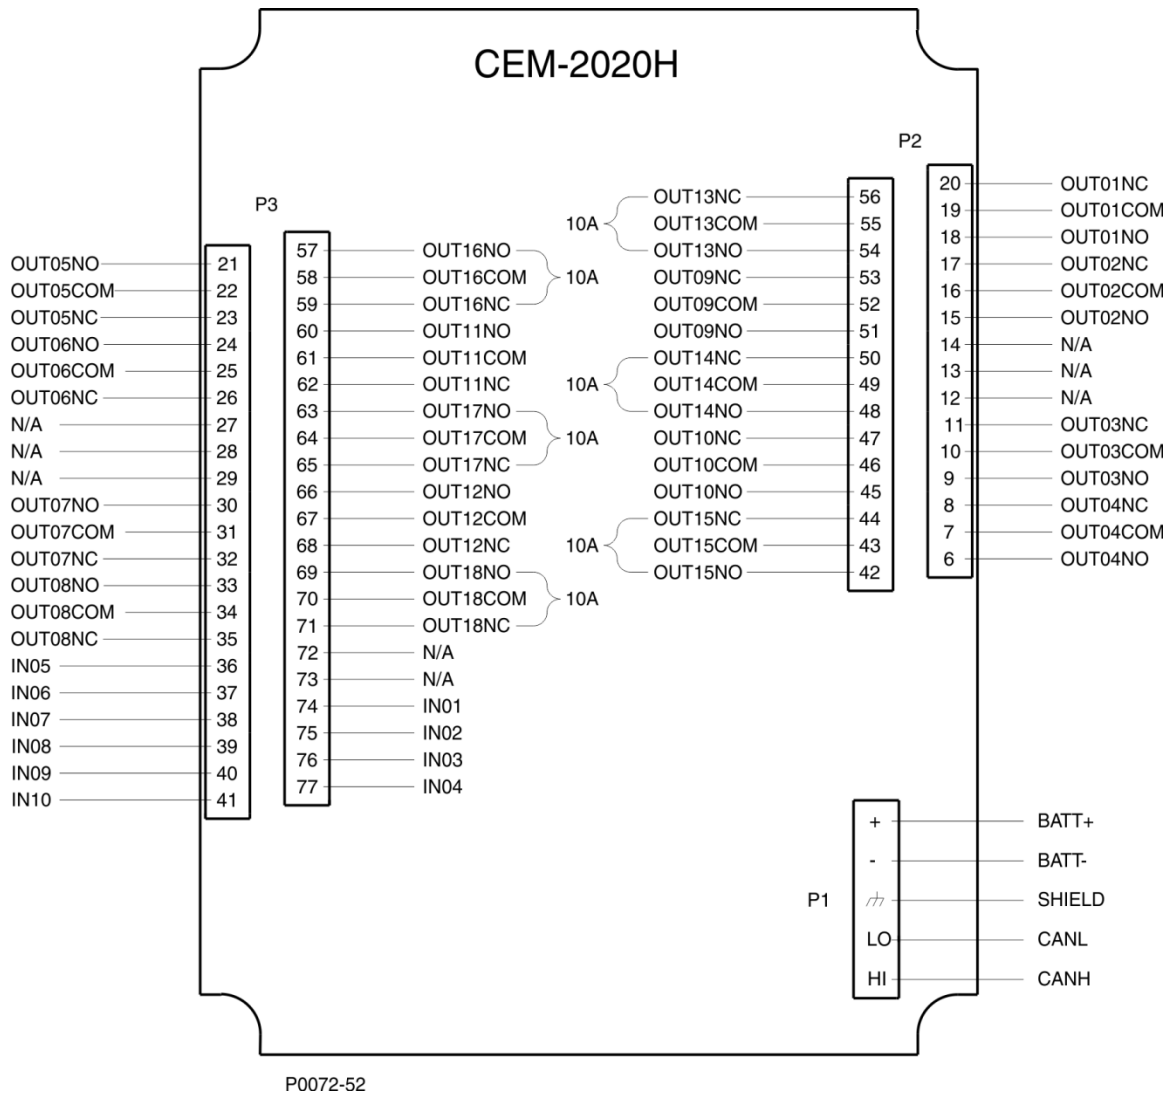 CEM-2020H
P2
P3
OUT05NO 21
OUT05COM 22
OUT05NC 23
OUT06NO 24
OUT06COM 25
OUT06NC 26
N/A 27
N/A 28
N/A 29
OUT07NO 30
OUT07COM 31
OUT07NC 32
OUT08NO 33
OUT08COM 34
OUT08NC 35
IN05 36
IN06 37
IN07 38
IN08 39
IN09 40
IN10 41
57 OUT16NO
58 OUT16COM 10A
59 OUT16NC
60 OUT11NO
61 OUT11COM
62 OUT11NC
63 OUT17NO
64 OUT17COM 10A
65 OUT17NC
66 OUT12NO
67 OUT12COM
68 OUT12NC
69 OUT18NO
70 OUT18COM 10A
71 OUT18NC
72 N/A
73 N/A
74 IN01
75 IN02
76 IN03
77 IN04
OUT13NC 56
10A OUT13COM 55
OUT13NO 54
OUT09NC 53
OUT09COM 52
OUT09NO 51
OUT14NC 50
10A OUT14COM 49
OUT14NO 48
OUT10NC 47
OUT10COM 46
OUT10NO 45
OUT15NC 44
10A OUT15COM 43
OUT15NO 42
20 OUT01NC
19 OUT01COM
18 OUT01NO
17 OUT02NC
16 OUT02COM
15 OUT02NO
14 N/A
13 N/A
12 N/A
11 OUT03NC
10 OUT03COM
9 OUT03NO
8 OUT04NC
7 OUT04COM
6 OUT04NO
P1
+ BATT+
- BATT-
SHIELD
LO CANL
HI CANH
P0072-52